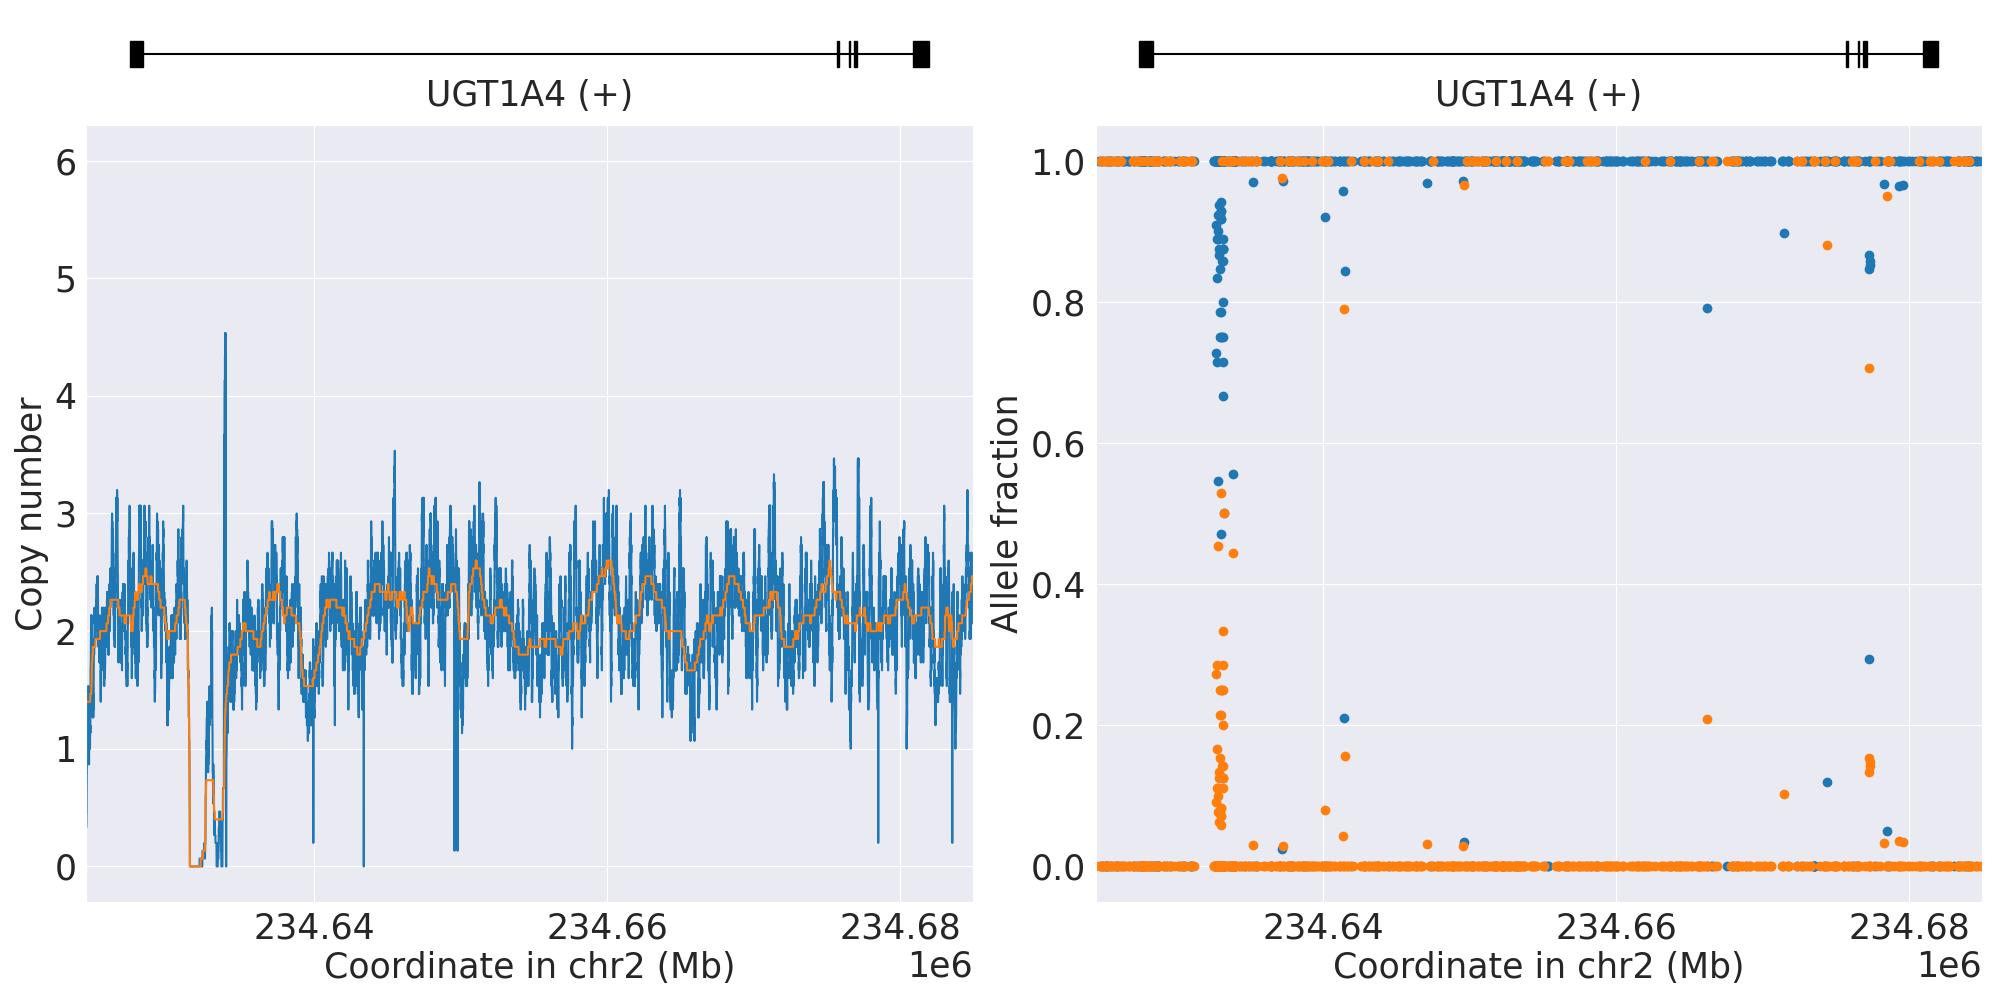 UGT1A4 (+)
6
5
4
3
2
1
0
Copy number
234.64
234.66
234.68
Coordinate in chr2 (Mb)
1e6
UGT1A4 (+)
1.0
0.8
0.6
0.4
0.2
0.0
Allele fraction
234.64
234.66
234.68
Coordinate in chr2 (Mb)
1e6